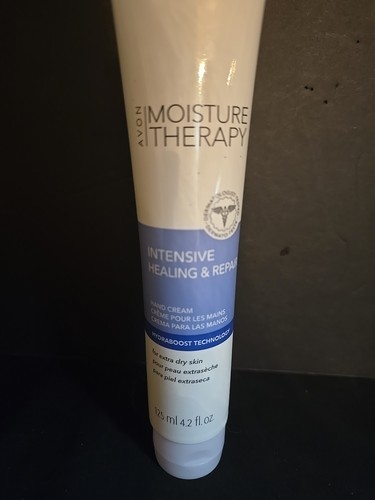 AVON
MOISTURE
THERAPY
INTENSIVE
HEALING & REPAIR
HAND CREAM
CRÈME POUR LES MAINS
CREMA PARA LAS MANOS
HYDRABOOST TECHNOLOGY
for extra dry skin
pour peau extrasèche
para piel extraseca
125 ml 4.2 fl. oz.